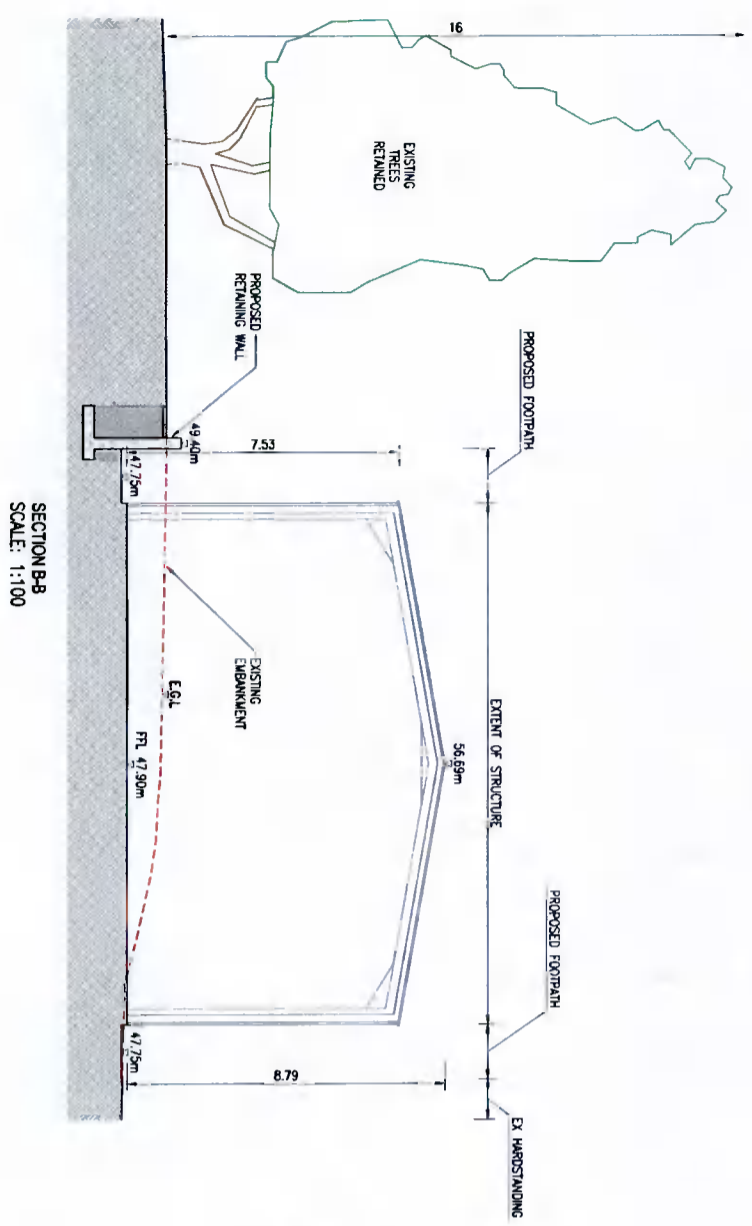 16
EXISTING
TREES
RETAINED
PROPOSED
RETAINING WALL
PROPOSED FOOTPATH
EXTENT OF STRUCTURE
PROPOSED FOOTPATH
EX HARDSTANDING
49.40m
7.53
47.75m
56.69m
EXISTING
EMBANKMENT
E.G.L
FFL 47.90m
8.79
47.75m
SECTION B-B
SCALE: 1:100